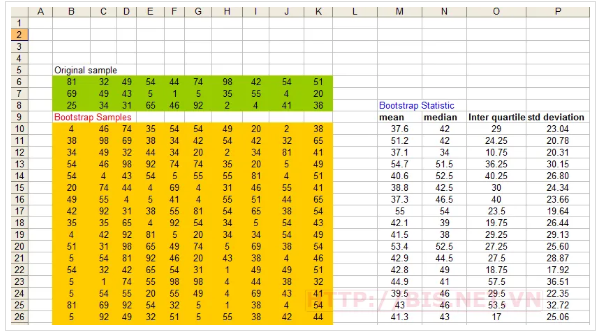 A B C D E F G H I J K L M N O P
1
2
3
4
5 Original sample
6 81 32 49 54 44 74 98 42 54 51
7 69 49 43 5 1 5 35 55 4 20
8 25 34 31 65 46 92 2 4 41 38 Bootstrap Statistic
9 Bootstrap Samples mean median Inter quartile std deviation
10 4 46 74 35 54 54 49 20 2 38 37.6 42 29 23.04
11 38 98 69 38 34 42 54 42 32 65 51.2 42 24.25 20.78
12 34 49 32 44 34 20 2 34 81 41 37.1 34 10.75 20.31
13 54 46 98 92 74 74 35 20 5 49 54.7 51.5 36.25 30.15
14 54 4 43 54 5 55 55 81 4 51 40.6 52.5 40.25 26.80
15 20 74 44 4 69 4 31 46 55 41 38.8 42.5 30 24.34
16 49 55 4 5 41 4 55 51 44 65 37.3 46.5 40 23.66
17 42 92 31 38 55 81 54 65 38 54 55 54 23.5 19.64
18 35 35 65 4 92 54 34 5 54 43 42.1 39 19.75 26.44
19 4 42 92 81 5 20 34 34 54 49 41.5 38 29.25 29.13
20 51 31 98 65 49 74 5 69 38 54 53.4 52.5 27.25 25.60
21 5 54 81 92 46 20 43 38 4 46 42.9 44.5 27.5 28.87
22 54 32 42 65 54 31 1 49 49 51 42.8 49 18.75 17.92
23 5 1 74 55 98 98 4 44 38 32 44.9 41 57.5 36.51
24 5 54 55 20 55 49 4 69 43 41 39.5 46 29.5 22.35
25 81 69 92 54 32 5 1 38 4 54 43 46 53.5 32.72
26 5 92 49 32 51 5 55 38 42 44 41.3 43 17 25.06